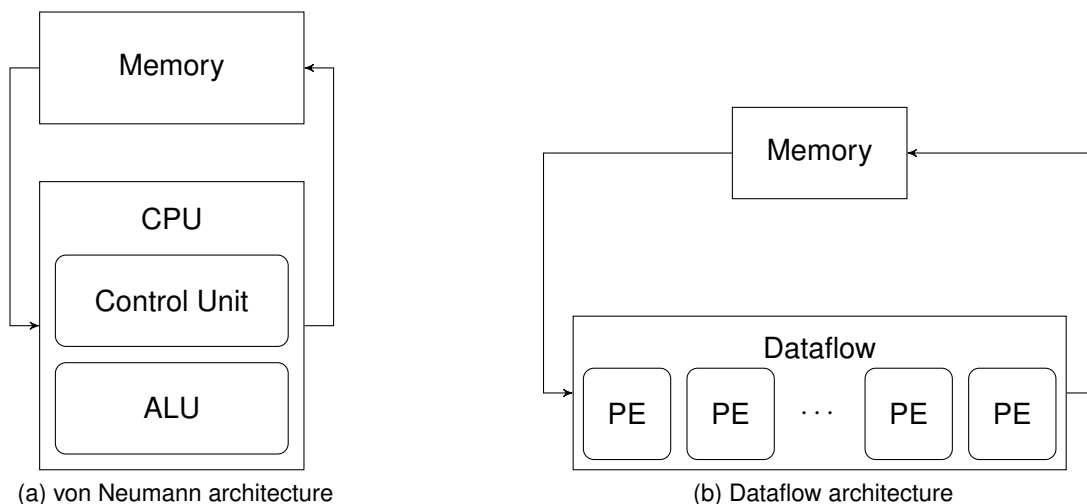 Memory
CPU
Control Unit
ALU
(a) von Neumann architecture
Memory
Dataflow
PE PE ... PE PE
(b) Dataflow architecture